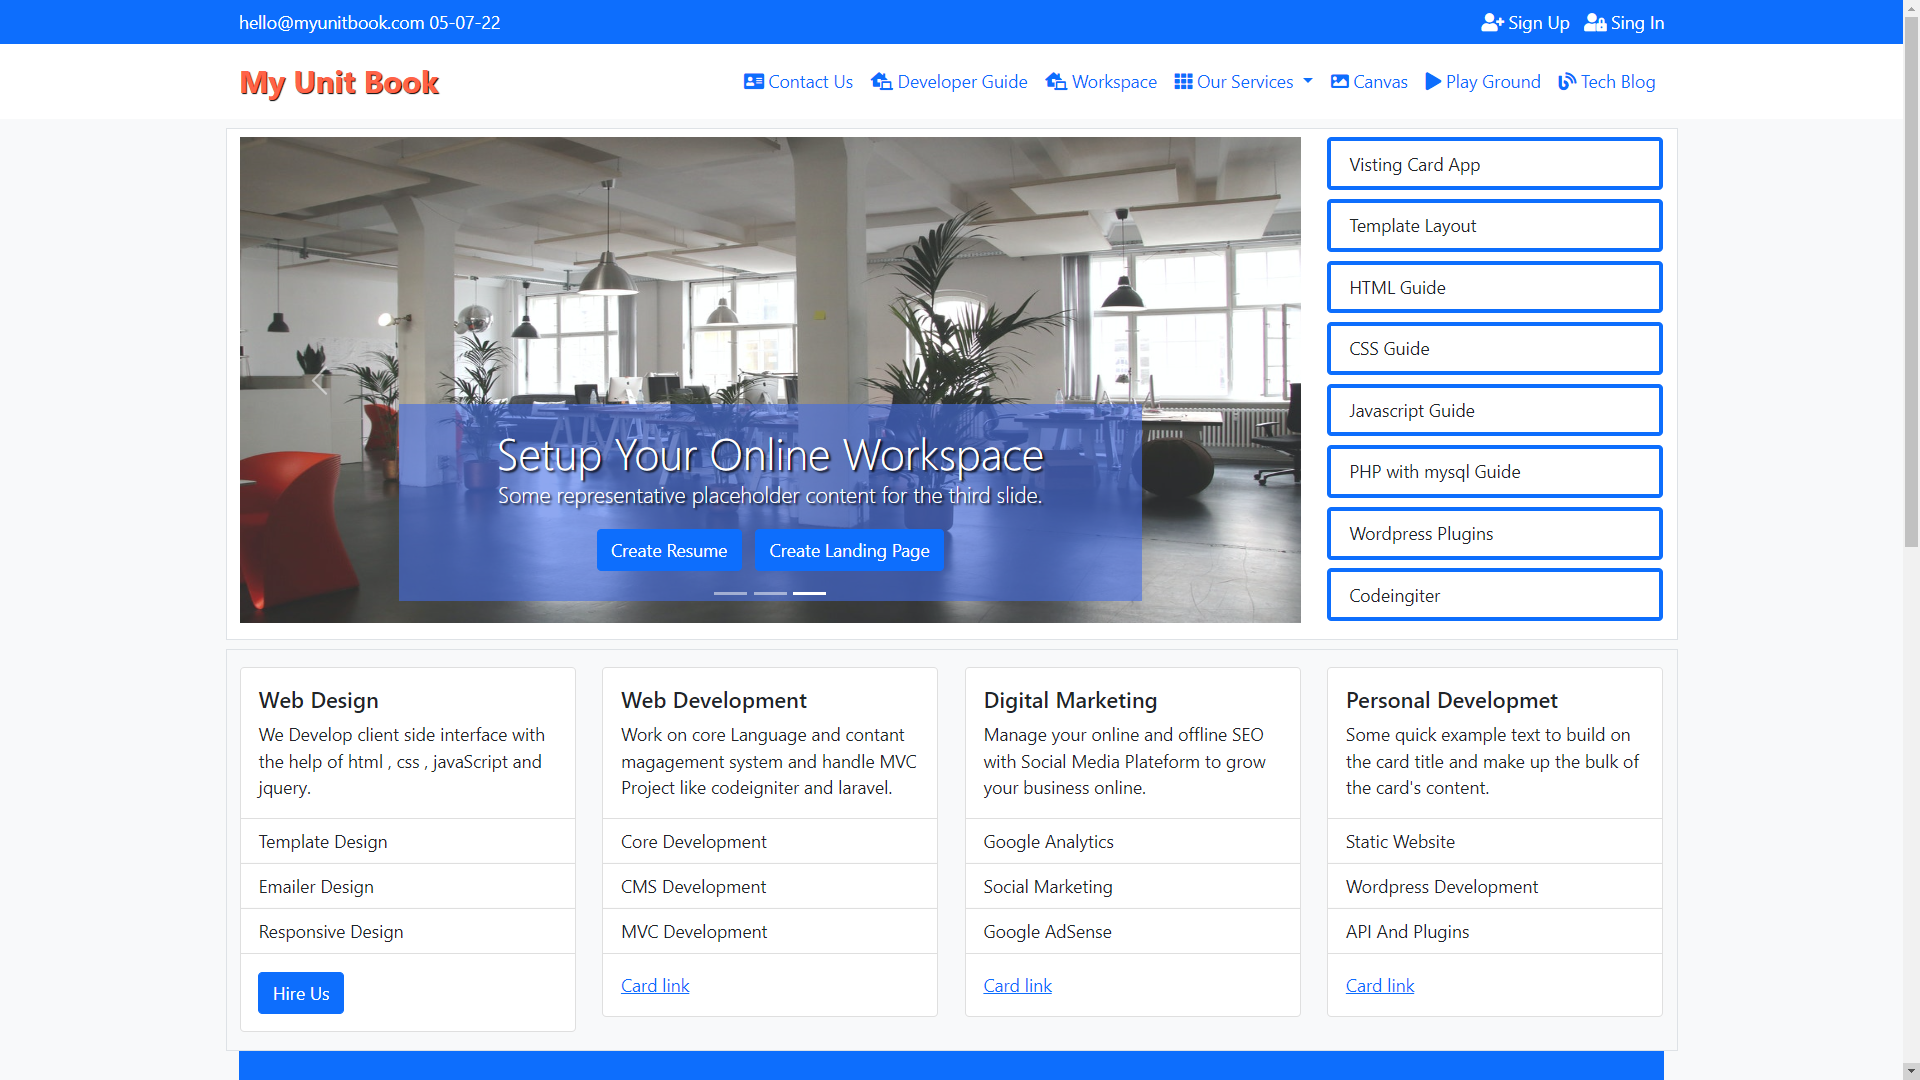 hello@myunitbook.com 05-07-22
Sign Up
Sing In
My Unit Book
Contact Us
Developer Guide
Workspace
Our Services
Canvas
Play Ground
Tech Blog
Setup Your Online Workspace
Some representative placeholder content for the third slide.
Create Resume
Create Landing Page
Visting Card App
Template Layout
HTML Guide
CSS Guide
Javascript Guide
PHP with mysql Guide
Wordpress Plugins
Codeingiter
Web Design
We Develop client side interface with
the help of html , css , javaScript and
jquery.
Template Design
Emailer Design
Responsive Design
Hire Us
Web Development
Work on core Language and contant
magagement system and handle MVC
Project like codeigniter and laravel.
Core Development
CMS Development
MVC Development
Card link
Digital Marketing
Manage your online and offline SEO
with Social Media Plateform to grow
your business online.
Google Analytics
Social Marketing
Google AdSense
Card link
Personal Developmet
Some quick example text to build on
the card title and make up the bulk of
the card's content.
Static Website
Wordpress Development
API And Plugins
Card link